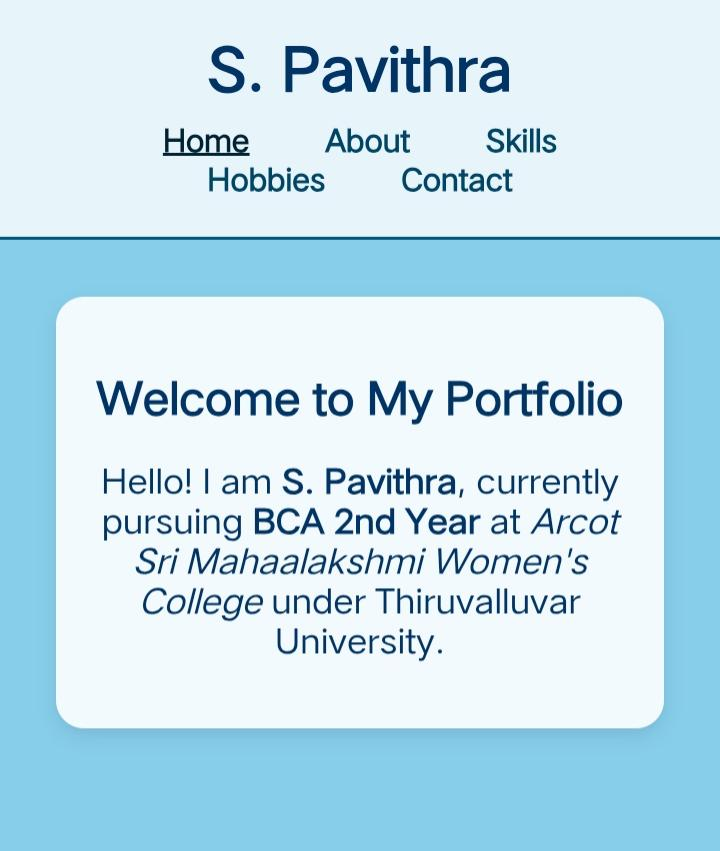 S. Pavithra
Home About Skills
Hobbies Contact
Welcome to My Portfolio
Hello! I am S. Pavithra, currently
pursuing BCA 2nd Year at Arcot
Sri Mahaalakshmi Women's
College under Thiruvalluvar
University.